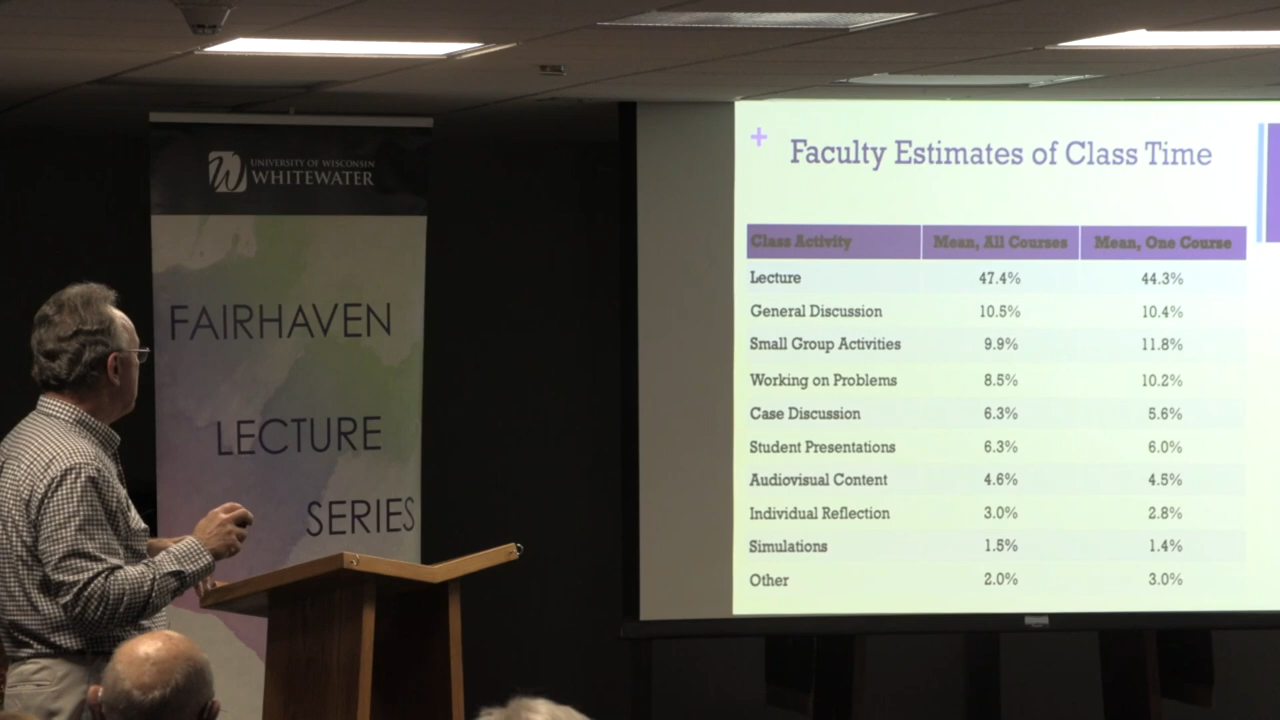 UNIVERSITY OF WISCONSIN
WHITEWATER
FAIRHAVEN
LECTURE
SERIES
+ Faculty Estimates of Class Time
Class Activity Mean, All Courses Mean, One Course
Lecture 47.4% 44.3%
General Discussion 10.5% 10.4%
Small Group Activities 9.9% 11.8%
Working on Problems 8.5% 10.2%
Case Discussion 6.3% 5.6%
Student Presentations 6.3% 6.0%
Audiovisual Content 4.6% 4.5%
Individual Reflection 3.0% 2.8%
Simulations 1.5% 1.4%
Other 2.0% 3.0%